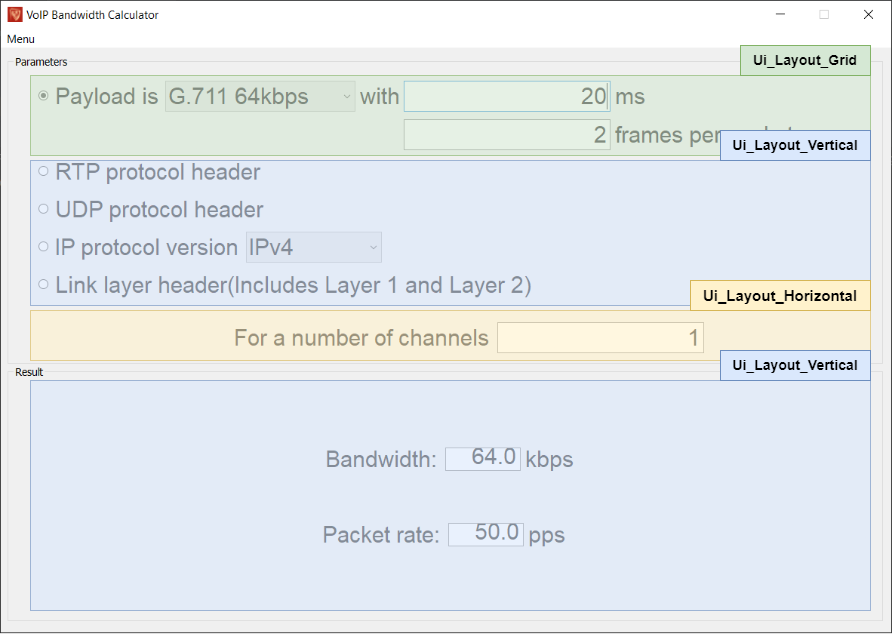 VoIP Bandwidth Calculator
Menu
Parameters
Ui_Layout_Grid
Payload is G.711 64kbps with 20 ms
2 frames per
Ui_Layout_Vertical
RTP protocol header
UDP protocol header
IP protocol version IPv4
Link layer header(Includes Layer 1 and Layer 2)
Ui_Layout_Horizontal
For a number of channels 1
Ui_Layout_Vertical
Result
Bandwidth: 64.0 kbps
Packet rate: 50.0 pps